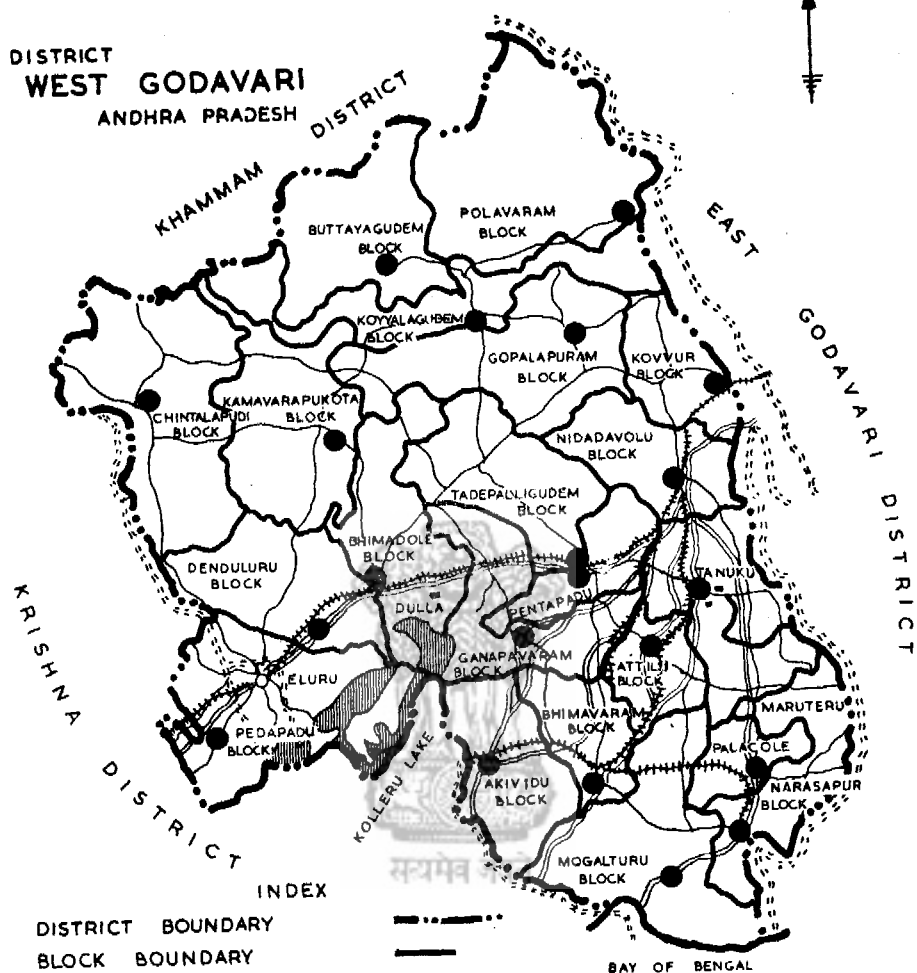 DISTRICT
WEST GODAVARI
ANDHRA PRADESH
KHAMMAM DISTRICT
EAST GODAVARI DISTRICT
KRISHNA DISTRICT
BUTTAYAGUDEM
BLOCK
POLAVARAM
BLOCK
KOYYALAGUDEM
BLOCK
GOPALAPURAM
BLOCK
KOVVUR
BLOCK
CHINTALAPUDI
BLOCK
KAMAVARAPUKOTA
BLOCK
NIDADAVOLU
BLOCK
TADEPALLIGUDEM
BLOCK
BHIMADOLE
BLOCK
DENDULURU
BLOCK
DULLA
PENTAPADU
TANUKU
GANAPAVARAM
BLOCK
ATTILI
BLOCK
ELURU
PEDAPADU
BLOCK
BHIMAVARAM
BLOCK
MARUTERU
PALACOLE
NARASAPUR
BLOCK
KOLLERU LAKE
AKIVIDU
BLOCK
MOGALTURU
BLOCK
सत्यमेव जयते
INDEX
DISTRICT BOUNDARY
BLOCK BOUNDARY
BAY OF BENGAL